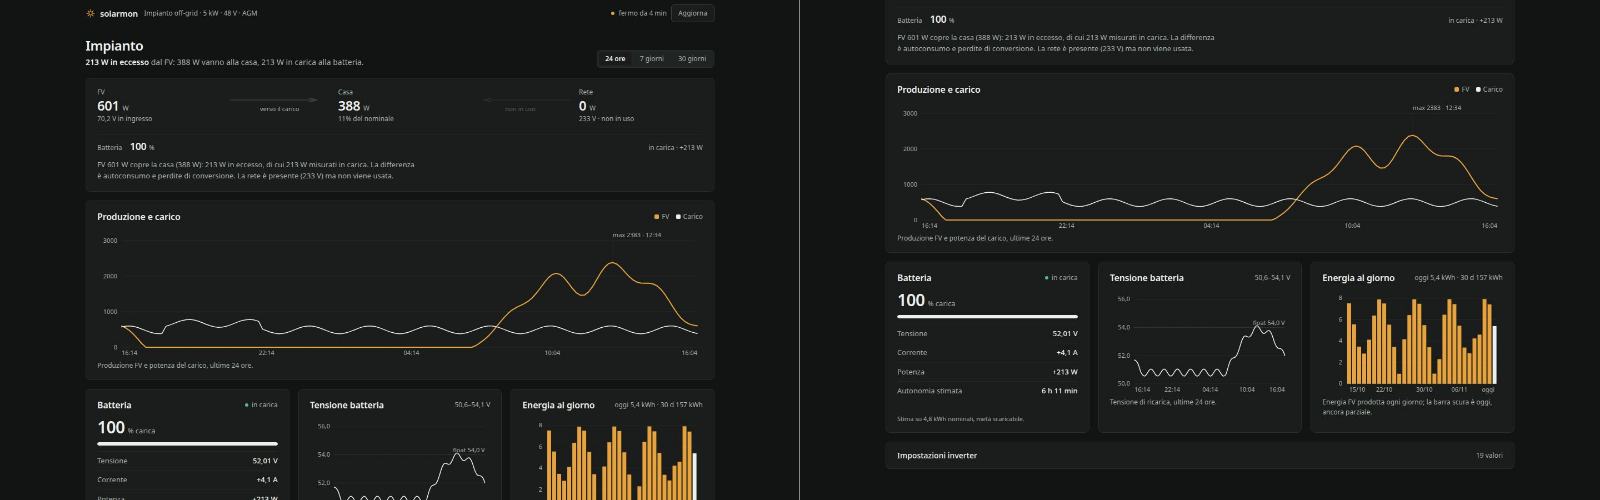 solarmon Impianto off-grid · 5 kW · 48 V · AGM
fermo da 4 min Aggiorna
Impianto
213 W in eccesso dal FV: 388 W vanno alla casa, 213 W in carica alla batteria.
24 ore 7 giorni 30 giorni
FV
601 W
70,2 V in ingresso
verso il carico
Casa
388 W
11% del nominale
non in uso
Rete
0 W
233 V · non in uso
Batteria 100 %
in carica · +213 W
FV 601 W copre la casa (388 W): 213 W in eccesso, di cui 213 W misurati in carica. La differenza
è autoconsumo e perdite di conversione. La rete è presente (233 V) ma non viene usata.
Produzione e carico
FV Carico
max 2383 · 12:34
3000
2000
1000
0
16:14 22:14 04:14 10:04 16:04
Produzione FV e potenza del carico, ultime 24 ore.
Batteria
in carica
100 % carica
Tensione 52,01 V
Corrente +4,1 A
Potenza +213 W
Tensione batteria
50,6–54,1 V
56,0
54,0
52,0
float 54,0 V
Energia al giorno
oggi 5,4 kWh · 30 d 157 kWh
8
6
4
2
Batteria 100 %
in carica · +213 W
FV 601 W copre la casa (388 W): 213 W in eccesso, di cui 213 W misurati in carica. La differenza
è autoconsumo e perdite di conversione. La rete è presente (233 V) ma non viene usata.
Produzione e carico
FV Carico
max 2383 · 12:34
3000
2000
1000
0
16:14 22:14 04:14 10:04 16:04
Produzione FV e potenza del carico, ultime 24 ore.
Batteria
in carica
100 % carica
Tensione 52,01 V
Corrente +4,1 A
Potenza +213 W
Autonomia stimata 6 h 11 min
Stima su 4,8 kWh nominali, metà scaricabile.
Tensione batteria
50,6–54,1 V
56,0
54,0
52,0
50,0
float 54,0 V
16:14 22:14 04:14 10:04 16:04
Tensione di ricarica, ultime 24 ore.
Energia al giorno
oggi 5,4 kWh · 30 d 157 kWh
8
6
4
2
0
15/10 22/10 30/10 06/11 oggi
Energia FV prodotta ogni giorno; la barra scura è oggi,
ancora parziale.
Impostazioni inverter
19 valori